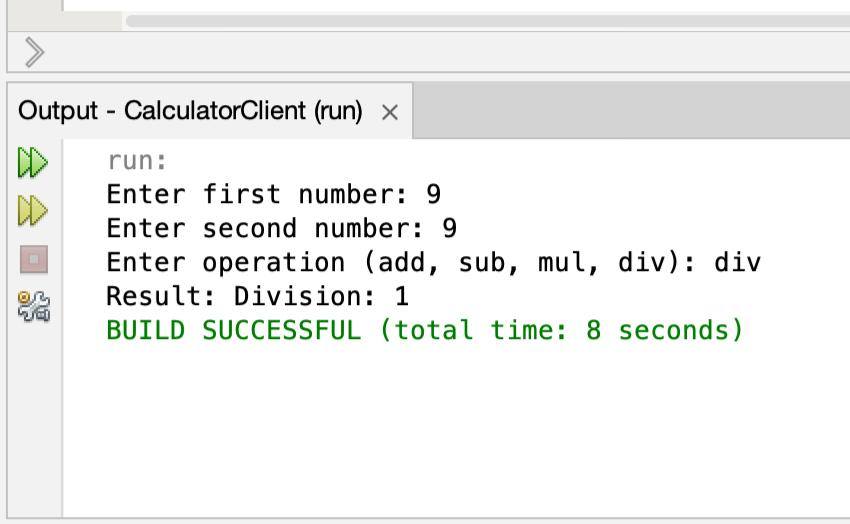 Output - CalculatorClient (run)
run:
Enter first number: 9
Enter second number: 9
Enter operation (add, sub, mul, div): div
Result: Division: 1
BUILD SUCCESSFUL (total time: 8 seconds)